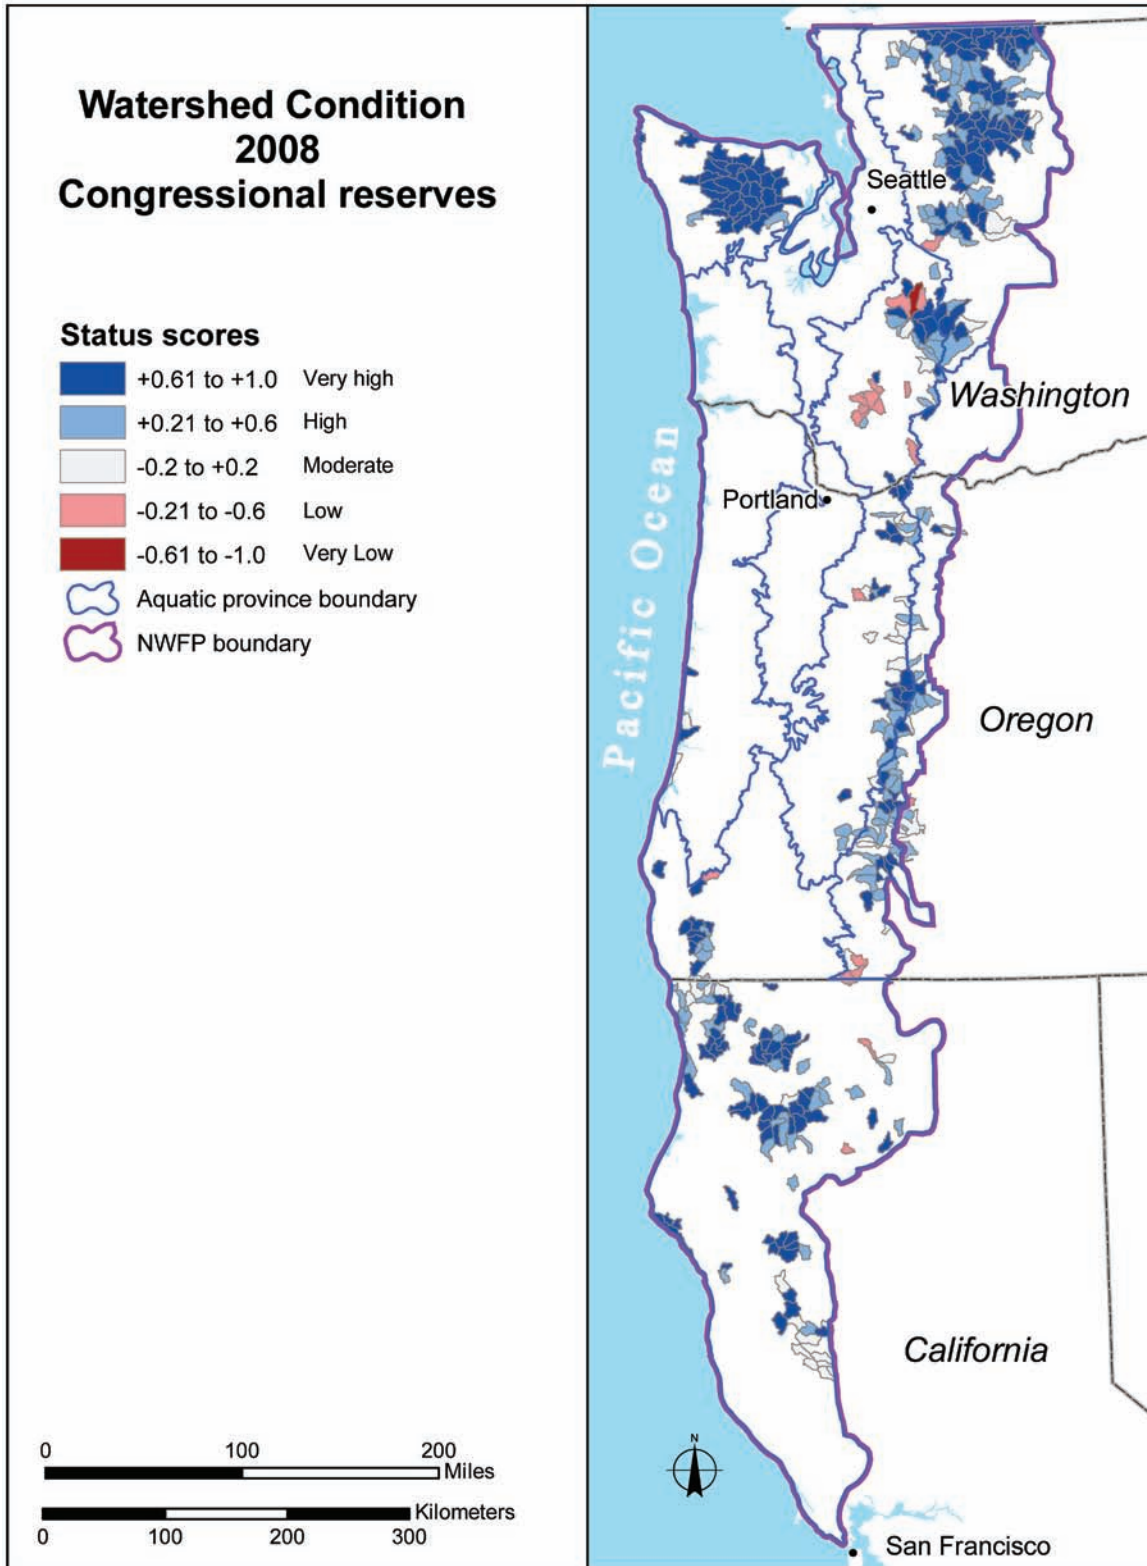 Watershed Condition
2008
Congressional reserves
Status scores
+0.61 to +1.0 Very high
+0.21 to +0.6 High
-0.2 to +0.2 Moderate
-0.21 to -0.6 Low
-0.61 to -1.0 Very Low
Aquatic province boundary
NWFP boundary
0 100 200
Miles
Kilometers
0 100 200 300
Seattle
Washington
Portland
Pacific Ocean
Oregon
California
N
San Francisco